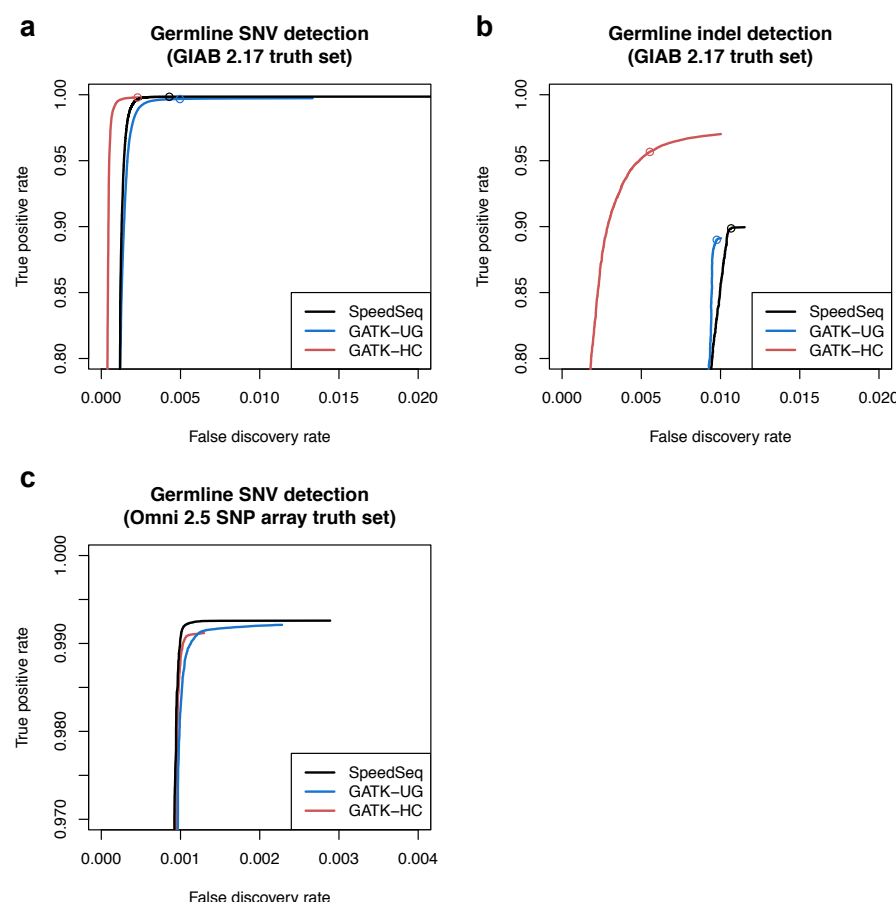 a
Germline SNV detection
(GIAB 2.17 truth set)
True positive rate
1.00
0.95
0.90
0.85
0.80
SpeedSeq
GATK−UG
GATK−HC
0.000 0.005 0.010 0.015 0.020
False discovery rate
b
Germline indel detection
(GIAB 2.17 truth set)
True positive rate
1.00
0.95
0.90
0.85
0.80
SpeedSeq
GATK−UG
GATK−HC
0.000 0.005 0.010 0.015 0.020
False discovery rate
c
Germline SNV detection
(Omni 2.5 SNP array truth set)
True positive rate
1.000
0.990
0.980
0.970
SpeedSeq
GATK−UG
GATK−HC
0.000 0.001 0.002 0.003 0.004
False discovery rate